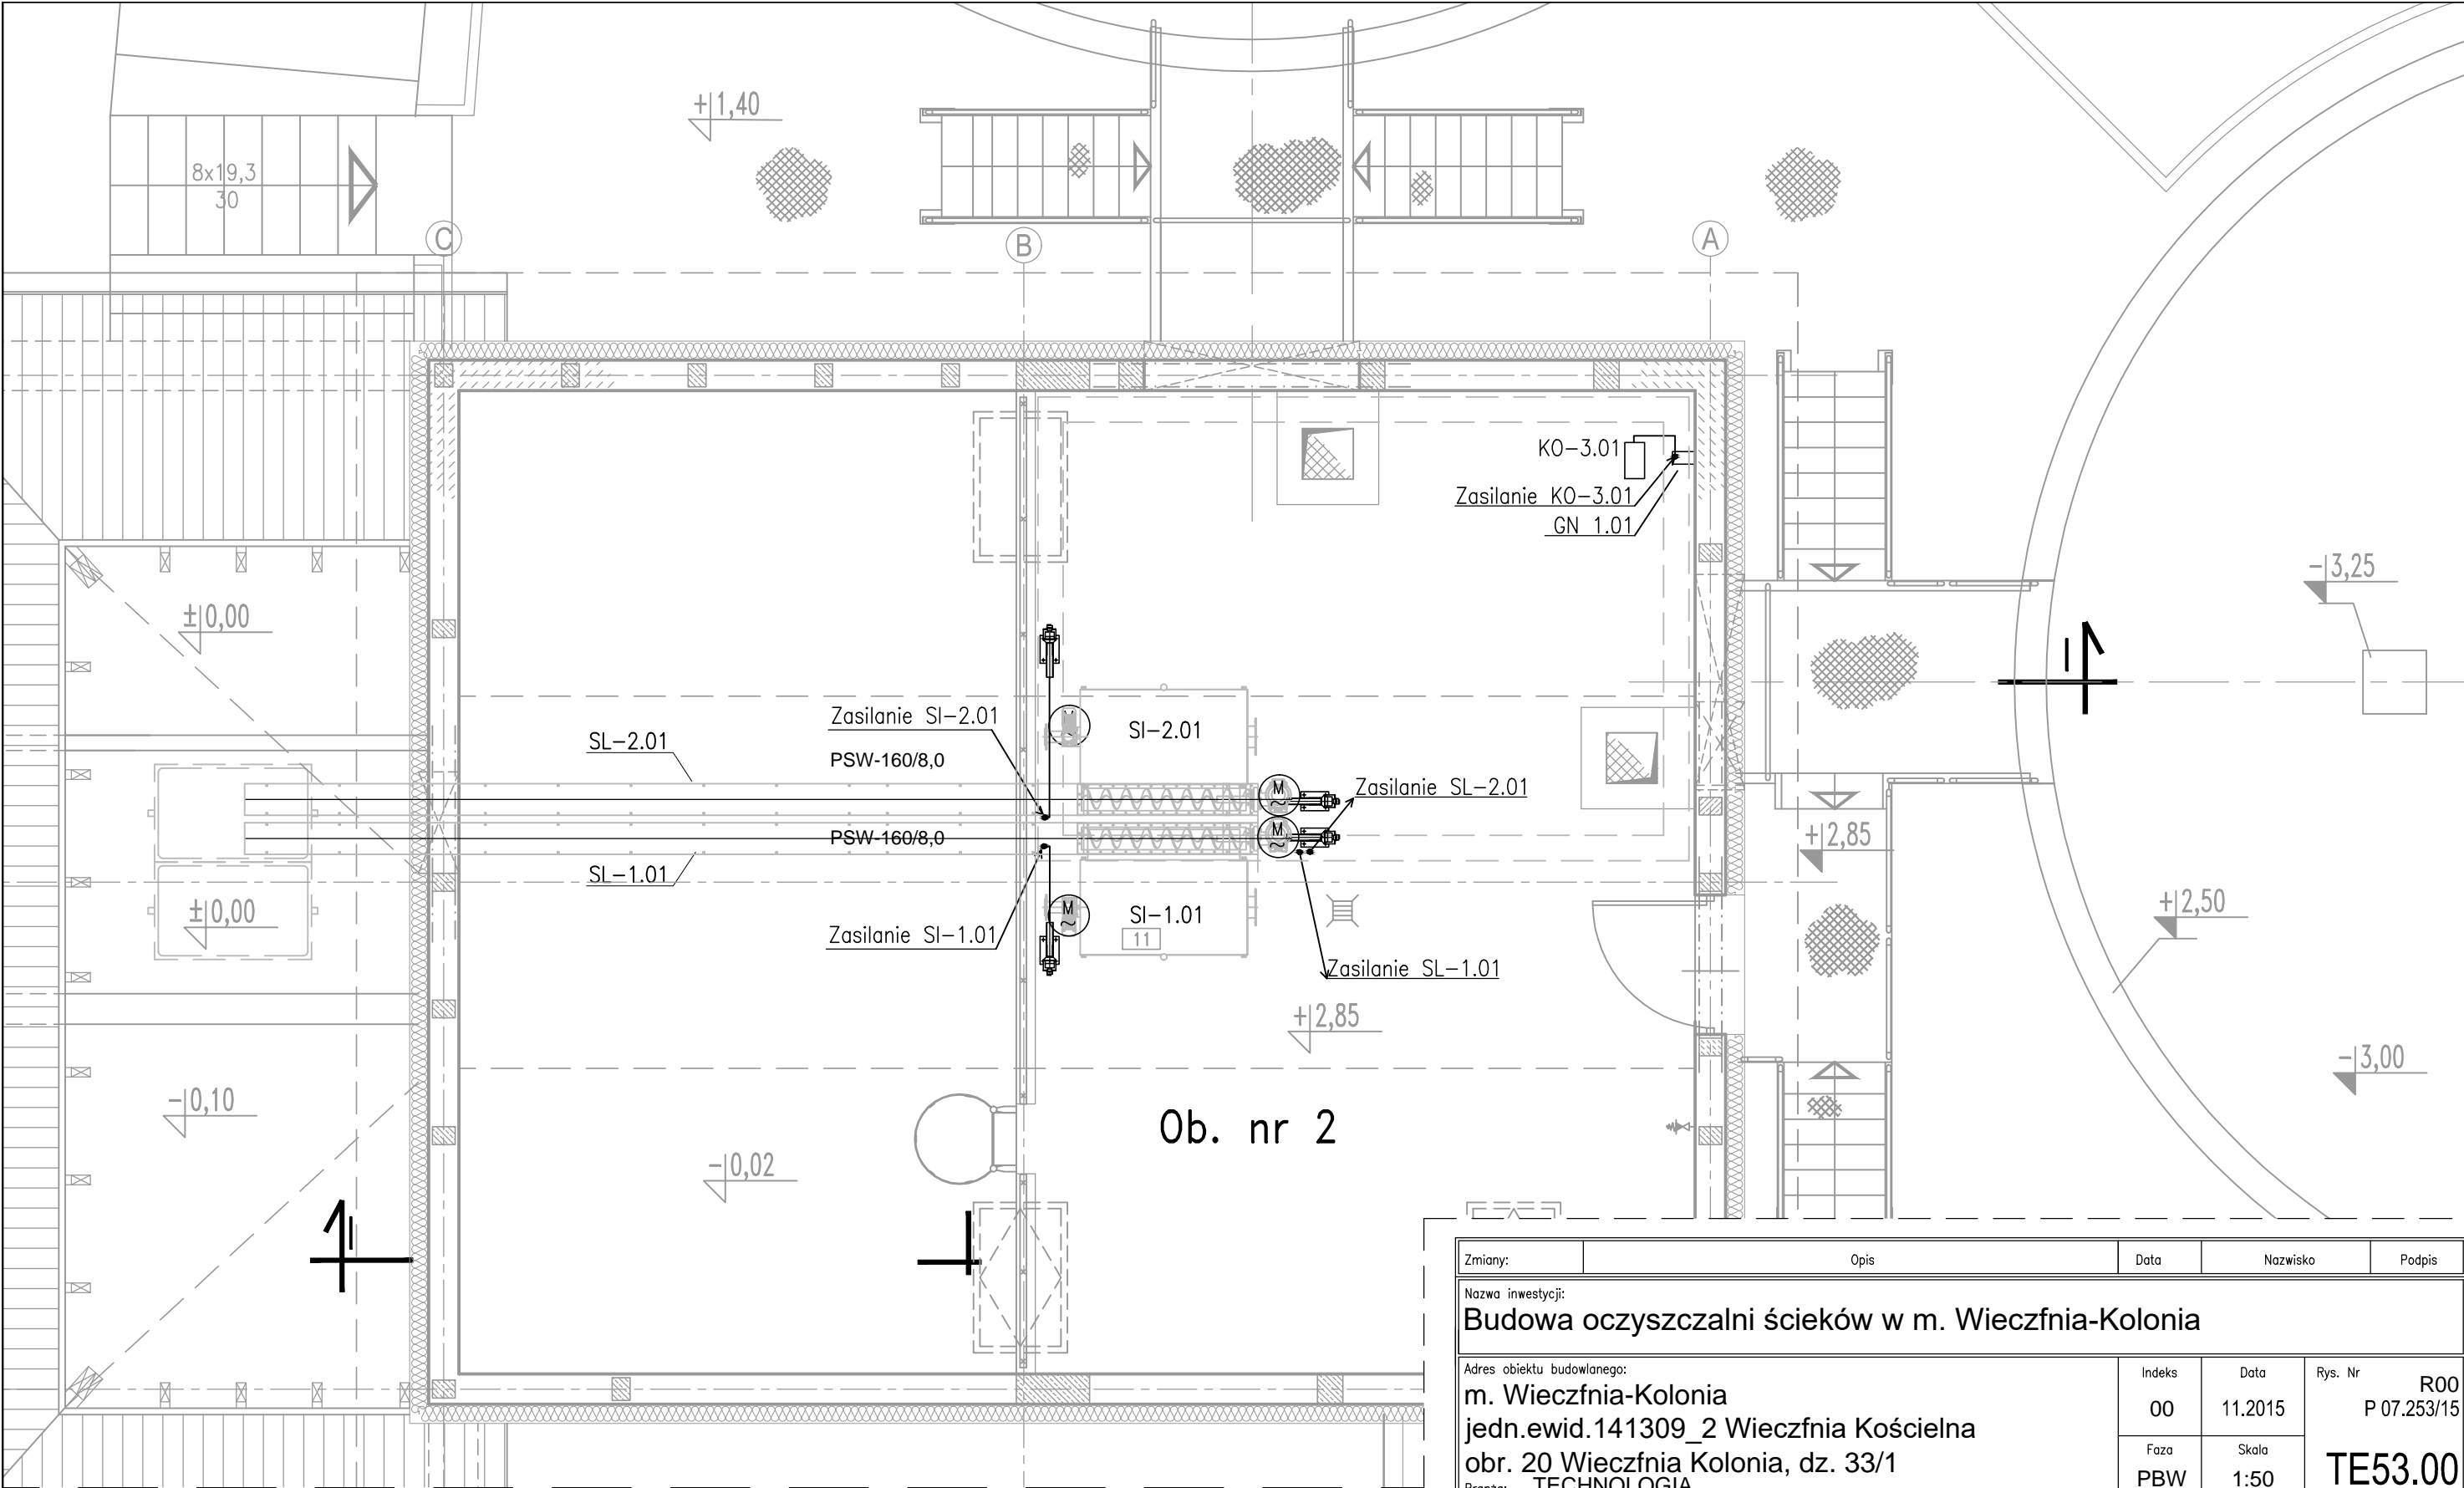 +1,40
8x19,3
30
C
B
A
KO-3.01
Zasilanie KO-3.01
GN 1.01
-3,25
±0,00
Zasilanie SI-2.01
SL-2.01
PSW-160/8,0
SI-2.01
M
~
Zasilanie SL-2.01
M
~
PSW-160/8,0
+2,85
SL-1.01
±0,00
M
~
SI-1.01
11
+2,50
Zasilanie SI-1.01
Zasilanie SL-1.01
+2,85
-3,00
-0,10
Ob. nr 2
-0,02
Zmiany:
Opis
Data
Nazwisko
Podpis
Nazwa inwestycji:
Budowa oczyszczalni ścieków w m. Wieczfnia-Kolonia
Adres obiektu budowlanego:
m. Wieczfnia-Kolonia
jedn.ewid.141309_2 Wieczfnia Kościelna
obr. 20 Wieczfnia Kolonia, dz. 33/1
TECHNOLOGIA
Indeks
00
Data
11.2015
Rys. Nr
R00
P 07.253/15
Faza
PBW
Skala
1:50
TE53.00